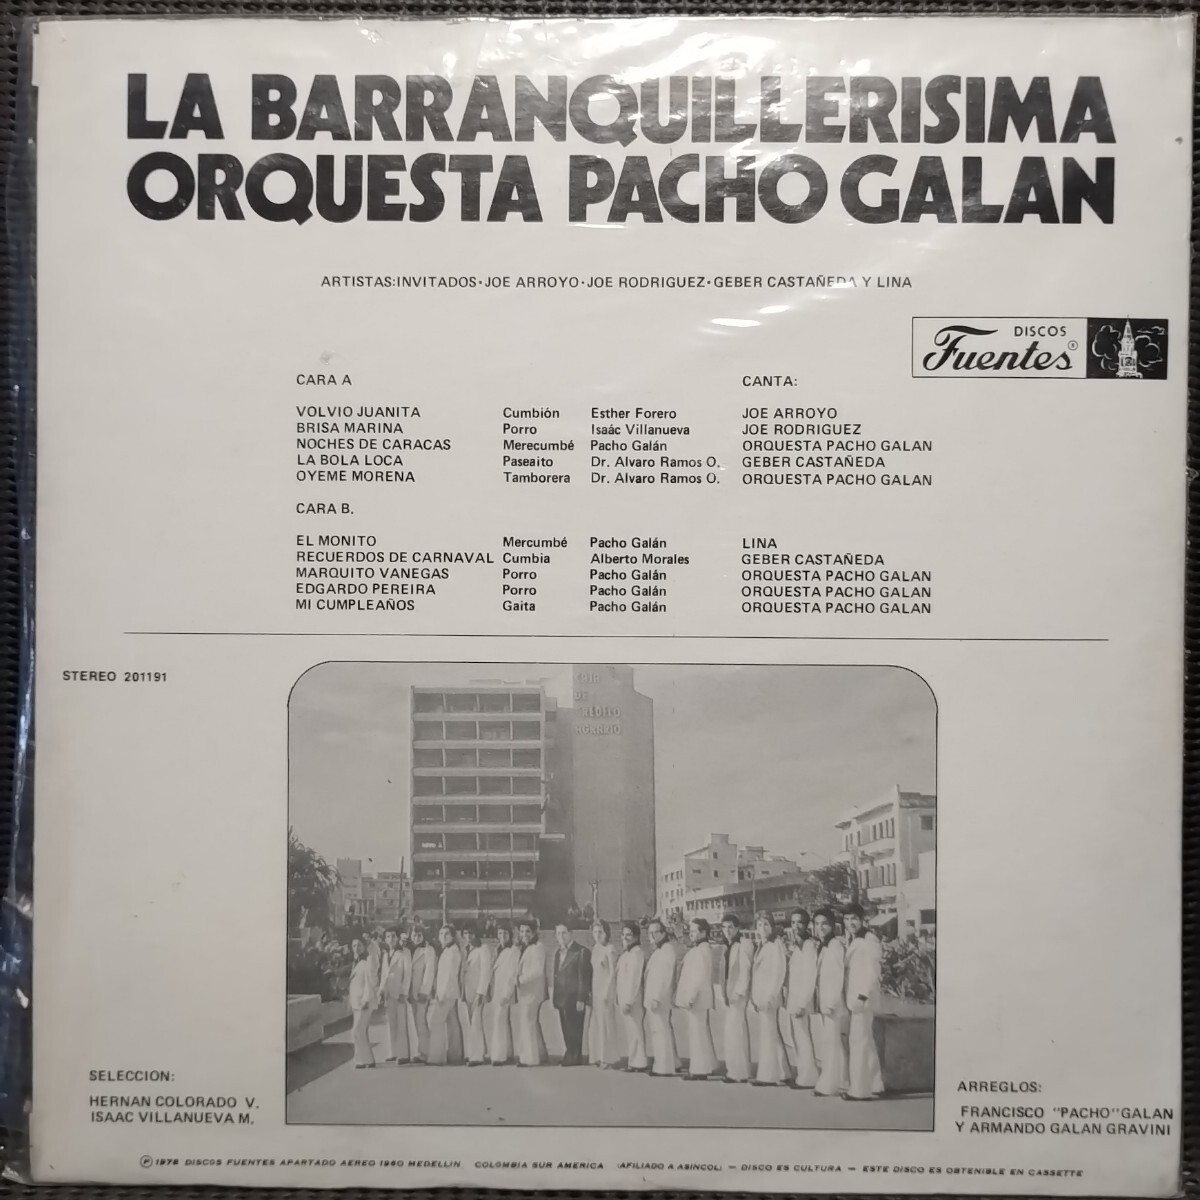 LA BARRANQUILLERISIMA
ORQUESTA PACHO GALAN
ARTISTAS:INVITADOS·JOE ARROYO·JOE RODRIGUEZ·GEBER CASTAÑEDA Y LINA
DISCOS
Fuentes®
CARA A CANTA:
VOLVIO JUANITA Cumbión Esther Forero JOE ARROYO
BRISA MARINA Porro Isaác Villanueva JOE RODRIGUEZ
NOCHES DE CARACAS Merecumbé Pacho Galán ORQUESTA PACHO GALAN
LA BOLA LOCA Paseaito Dr. Alvaro Ramos O. GEBER CASTAÑEDA
OYEME MORENA Tamborera Dr. Alvaro Ramos O. ORQUESTA PACHO GALAN
CARA B.
EL MONITO Mercumbé Pacho Galán LINA
RECUERDOS DE CARNAVAL Cumbia Alberto Morales GEBER CASTAÑEDA
MARQUITO VANEGAS Porro Pacho Galán ORQUESTA PACHO GALAN
EDGARDO PEREIRA Porro Pacho Galán ORQUESTA PACHO GALAN
MI CUMPLEAÑOS Gaita Pacho Galán ORQUESTA PACHO GALAN
STEREO 201191
CAJA
DE
CREDITO
AGRARIO
SELECCION:
HERNAN COLORADO V.
ISAAC VILLANUEVA M.
ARREGLOS:
FRANCISCO "PACHO" GALAN
Y ARMANDO GALAN GRAVINI
Ⓟ 1976 DISCOS FUENTES APARTADO AEREO 1960 MEDELLIN COLOMBIA SUR AMERICA (AFILIADO A ASINCOL) — DISCO ES CULTURA — ESTE DISCO ES OBTENIBLE EN CASSETTE